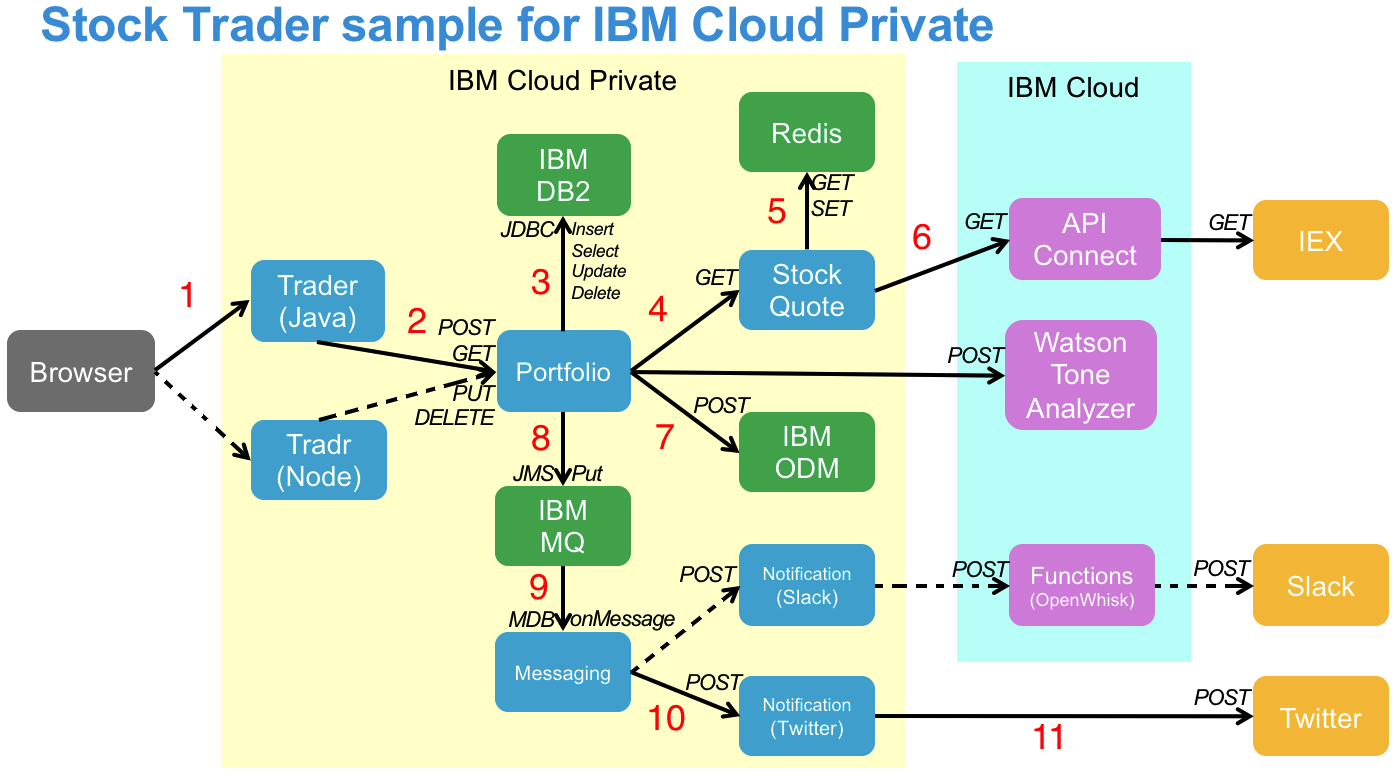 Stock Trader sample for IBM Cloud Private
IBM Cloud Private
IBM Cloud
Redis
IBM
DB2
GET
SET
5
JDBC
Insert
Select
Update
Delete
3
6
GET
API
Connect
GET
IEX
1
Trader
(Java)
2
POST
GET
PUT
DELETE
4
GET
Stock
Quote
Browser
Portfolio
POST
Watson
Tone
Analyzer
POST
7
IBM
ODM
Tradr
(Node)
8
JMS
Put
IBM
MQ
9
MDB
onMessage
Messaging
POST
Notification
(Slack)
POST
Functions
(OpenWhisk)
POST
Slack
POST
10
Notification
(Twitter)
11
POST
Twitter